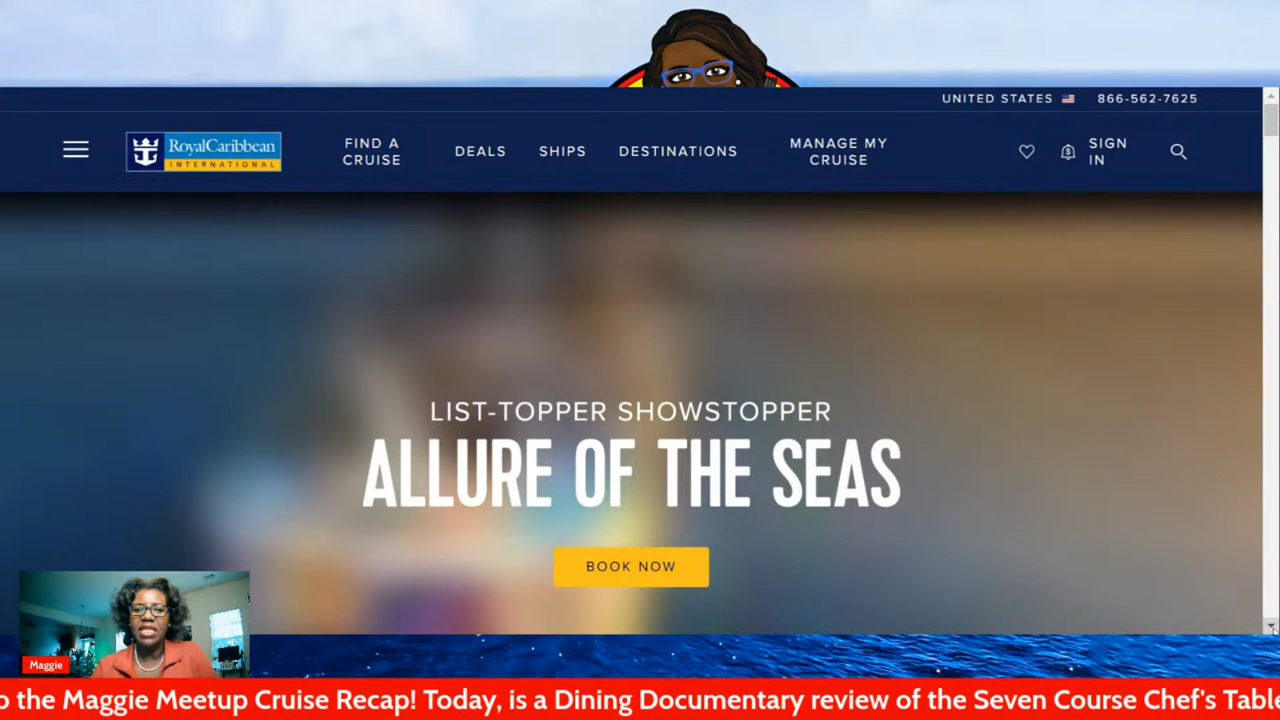 UNITED STATES 866-562-7625
RoyalCaribbean
INTERNATIONAL
FIND A
CRUISE
DEALS
SHIPS
DESTINATIONS
MANAGE MY
CRUISE
SIGN
IN
LIST-TOPPER SHOWSTOPPER
ALLURE OF THE SEAS
BOOK NOW
Maggie
o the Maggie Meetup Cruise Recap! Today, is a Dining Documentary review of the Seven Course Chef's Table